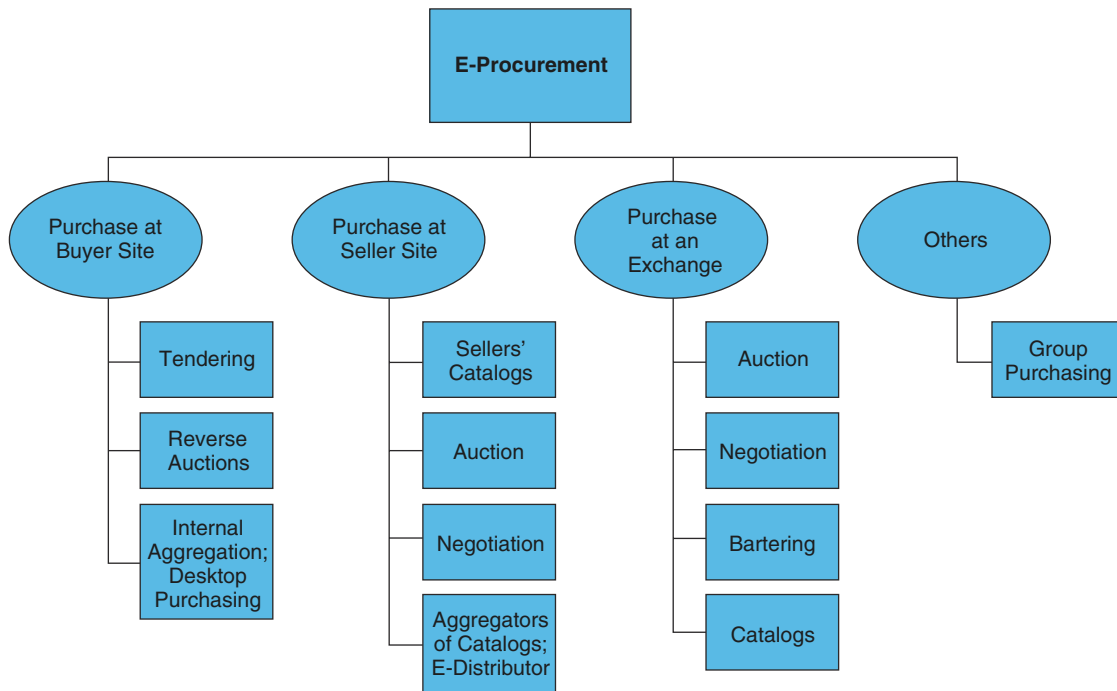 E-Procurement
Purchase at
Buyer Site
Purchase at
Seller Site
Purchase
at an
Exchange
Others
Tendering
Reverse
Auctions
Internal
Aggregation;
Desktop
Purchasing
Sellers’
Catalogs
Auction
Negotiation
Aggregators
of Catalogs;
E-Distributor
Auction
Negotiation
Bartering
Catalogs
Group
Purchasing